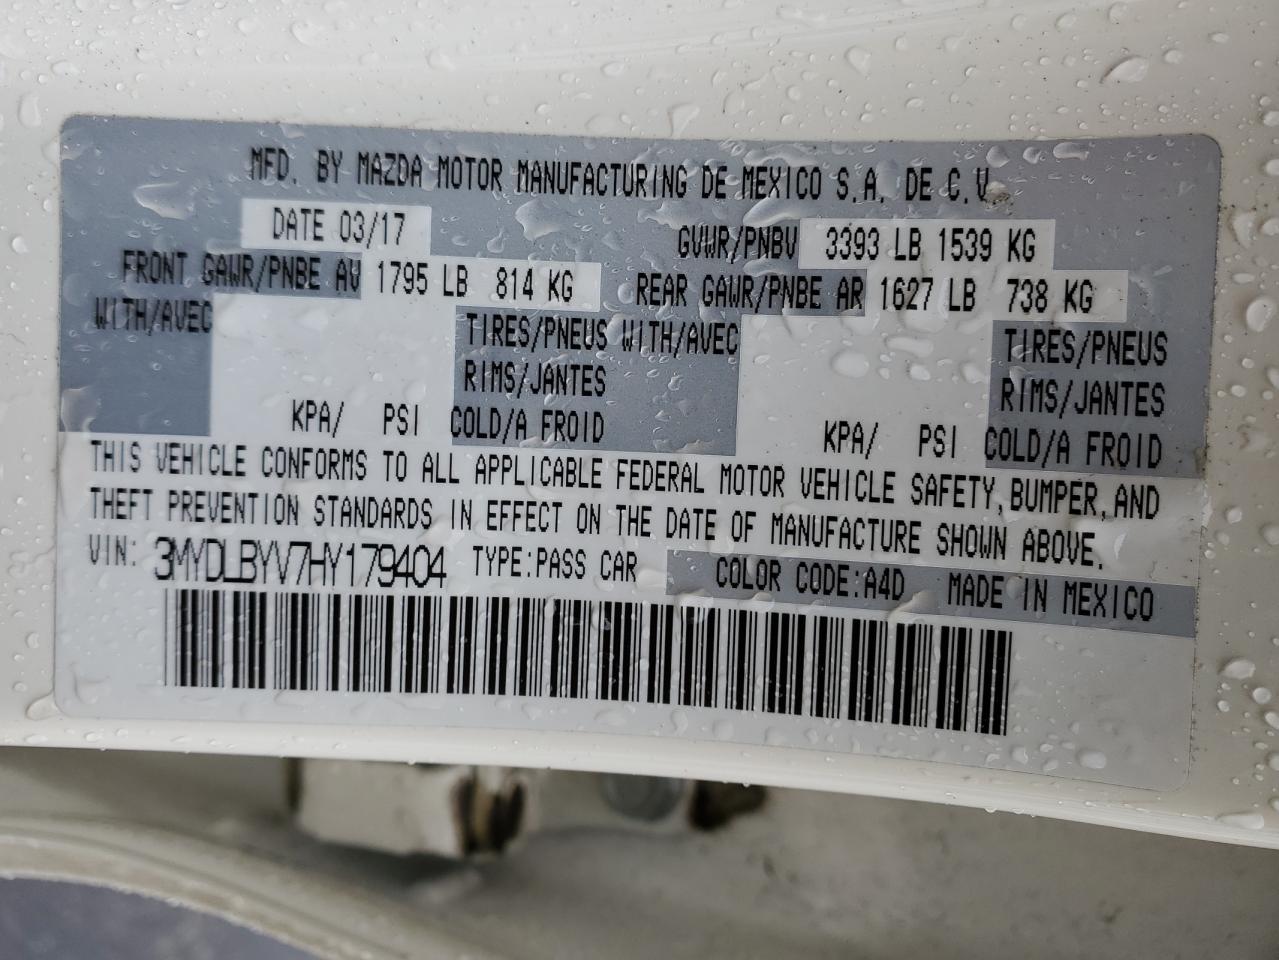 MFD. BY MAZDA MOTOR MANUFACTURING DE MEXICO S.A. DE C.V.
DATE 03/17 GVWR/PNBV 3393 LB 1539 KG
FRONT GAWR/PNBE AV 1795 LB 814 KG REAR GAWR/PNBE AR 1627 LB 738 KG
WITH/AVEC TIRES/PNEUS WITH/AVEC TIRES/PNEUS
RIMS/JANTES RIMS/JANTES
KPA/ PSI COLD/A FROID KPA/ PSI COLD/A FROID
THIS VEHICLE CONFORMS TO ALL APPLICABLE FEDERAL MOTOR VEHICLE SAFETY, BUMPER, AND
THEFT PREVENTION STANDARDS IN EFFECT ON THE DATE OF MANUFACTURE SHOWN ABOVE.
VIN: 3MYDLBYV7HY179404 TYPE:PASS CAR COLOR CODE:A4D MADE IN MEXICO